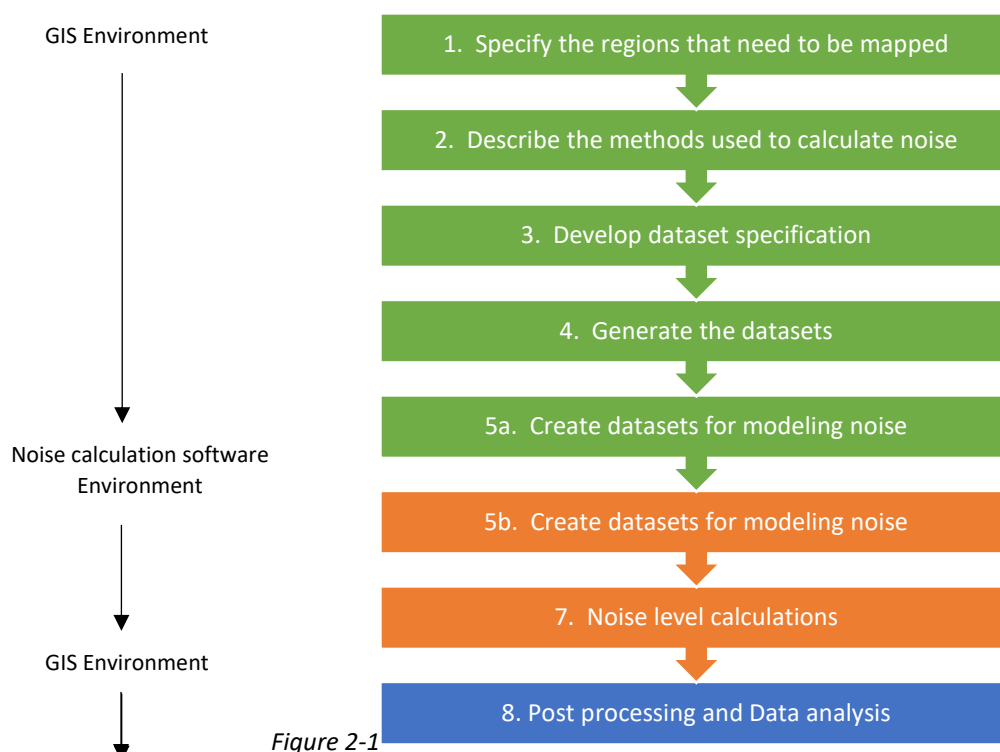 GIS Environment
1. Specify the regions that need to be mapped
2. Describe the methods used to calculate noise
3. Develop dataset specification
4. Generate the datasets
5a. Create datasets for modeling noise
Noise calculation software
Environment
5b. Create datasets for modeling noise
7. Noise level calculations
GIS Environment
8. Post processing and Data analysis
Figure 2-1